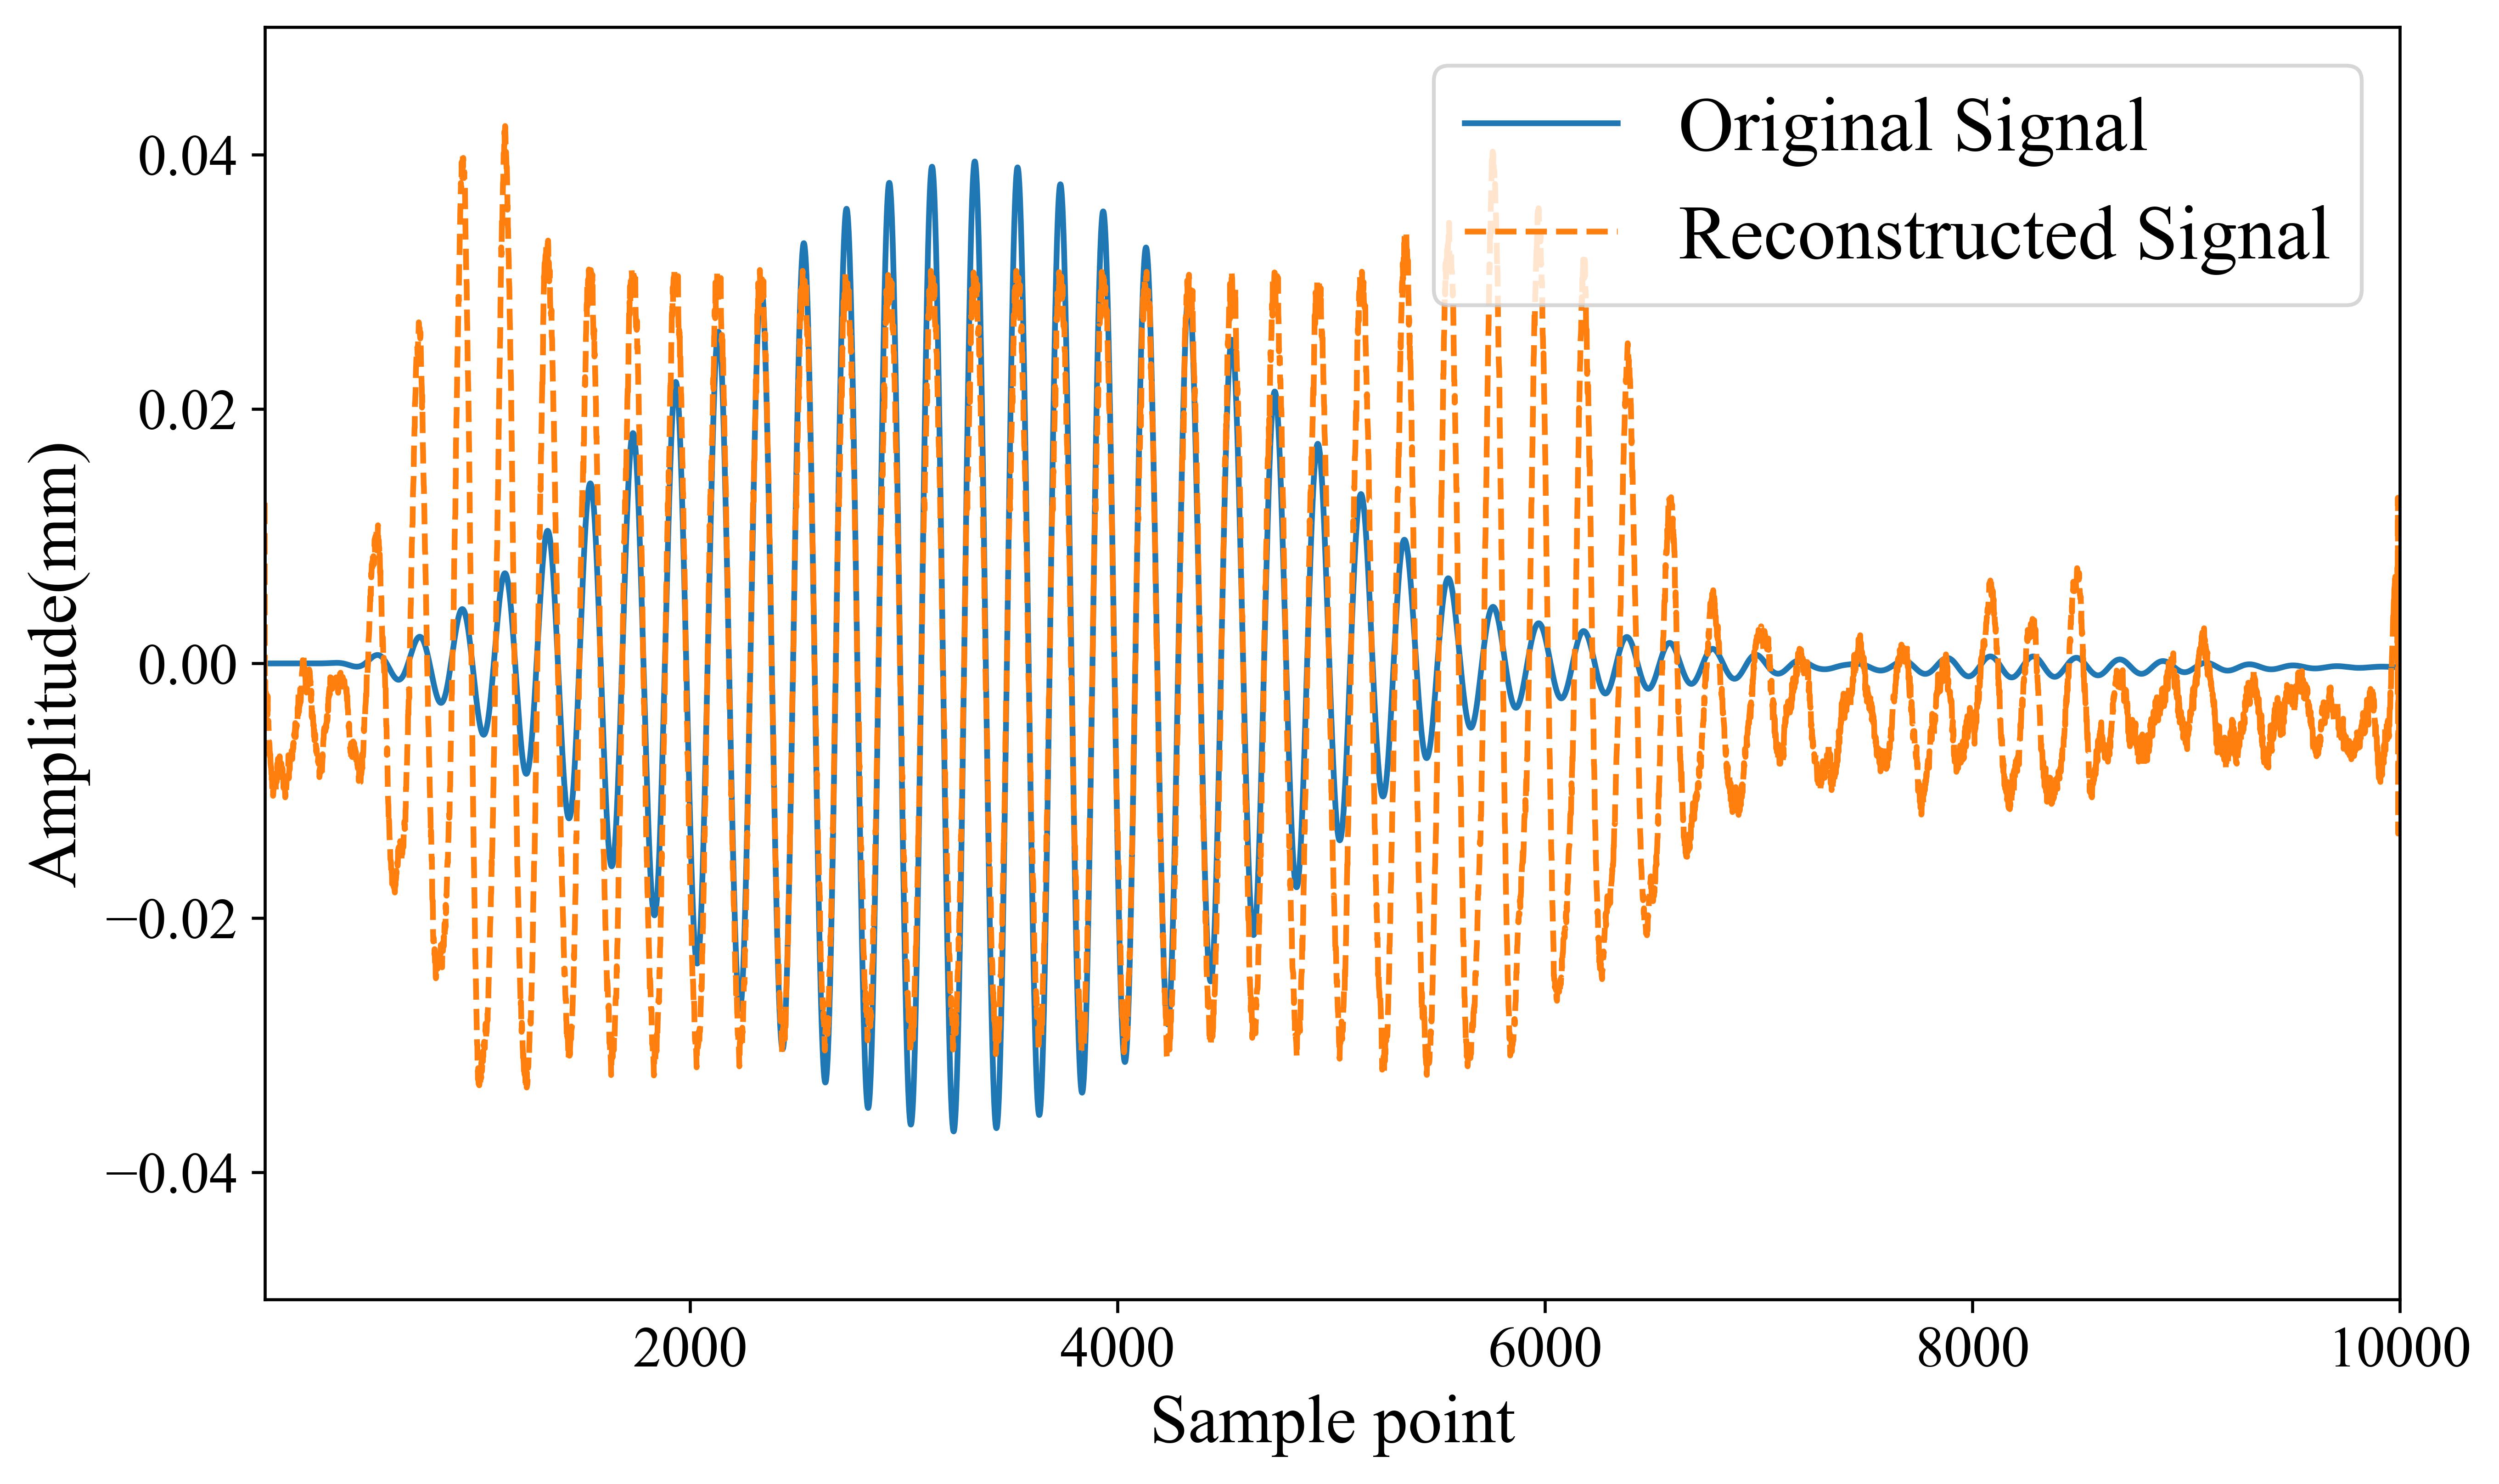 Original Signal
Reconstructed Signal
Amplitude(mm)
0.04
0.02
0.00
−0.02
−0.04
2000 4000 6000 8000 10000
Sample point